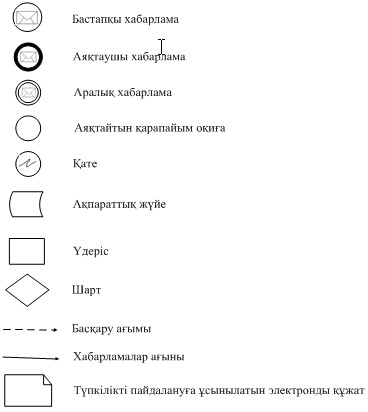 Бастапқы хабарлама
Аяқтаушы хабарлама
Аралық хабарлама
Аяқтайтын қарапайым оқиға
Қате
Ақпараттық жүйе
Үдеріс
Шарт
Басқару ағымы
Хабарламалар ағыны
Түпкілікті пайдалануға ұсынылатын электронды құжат